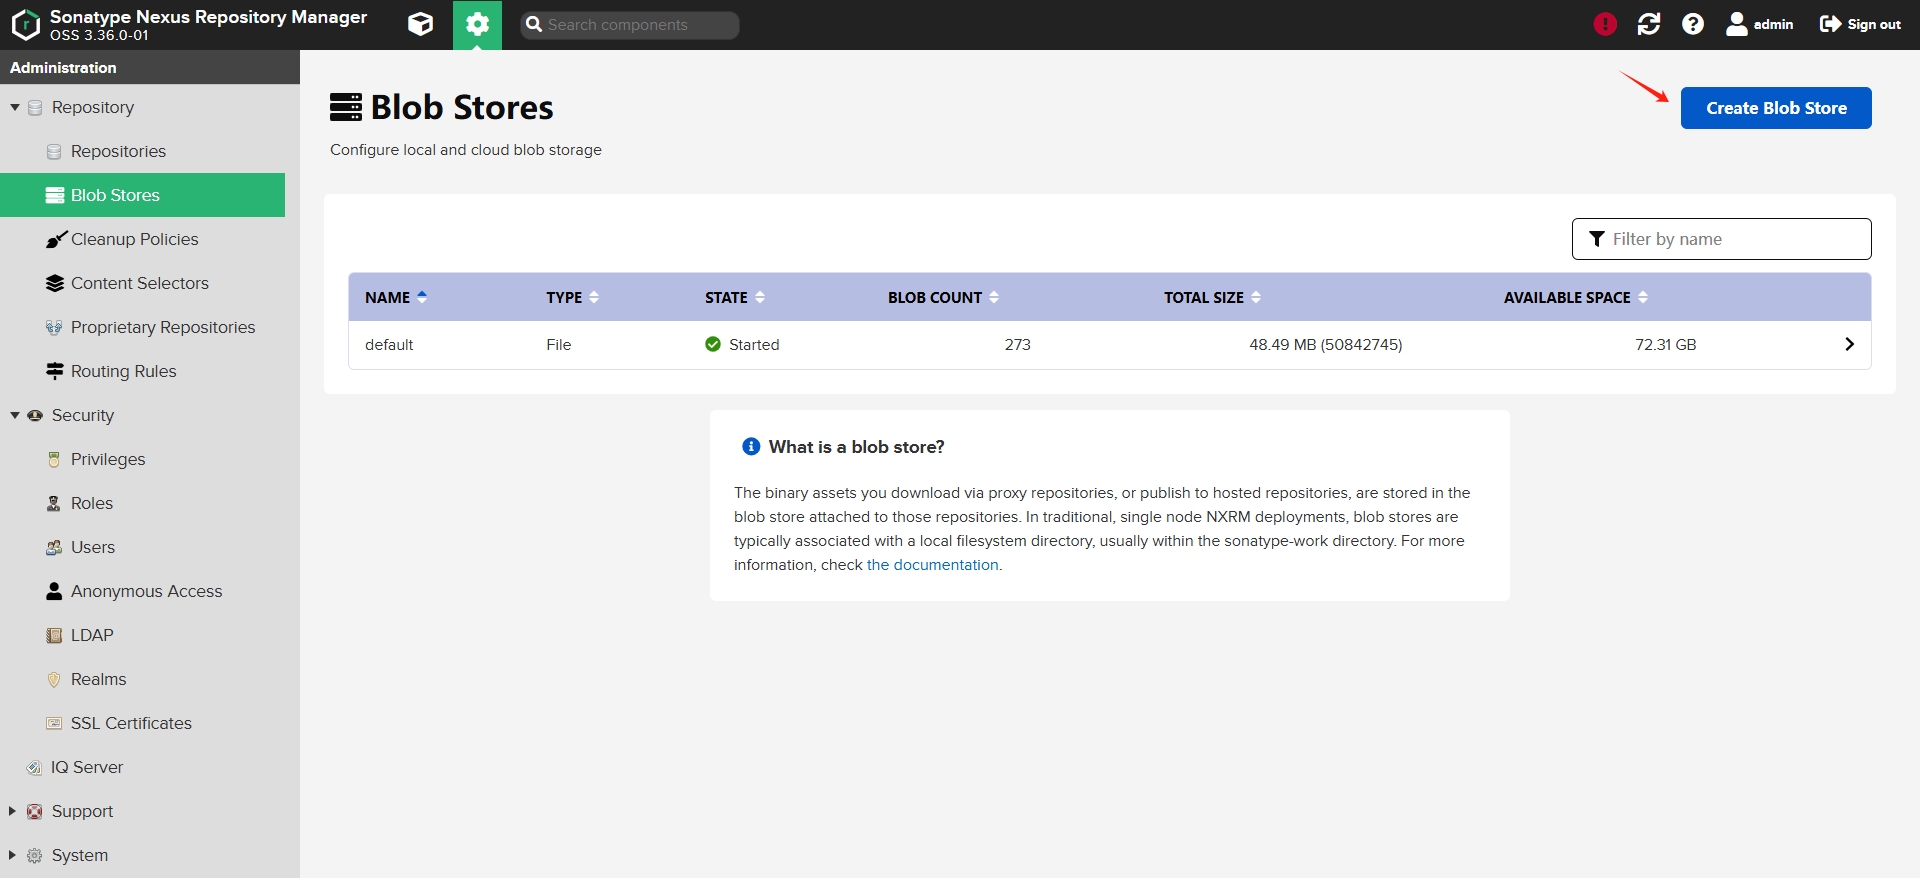 Sonatype Nexus Repository Manager
OSS 3.36.0-01
Search components
admin
Sign out
Administration
Repository
Repositories
Blob Stores
Cleanup Policies
Content Selectors
Proprietary Repositories
Routing Rules
Security
Privileges
Roles
Users
Anonymous Access
LDAP
Realms
SSL Certificates
IQ Server
Support
System
Blob Stores
Configure local and cloud blob storage
Create Blob Store
Filter by name
NAME TYPE STATE BLOB COUNT TOTAL SIZE AVAILABLE SPACE
default File Started 273 48.49 MB (50842745) 72.31 GB
What is a blob store?
The binary assets you download via proxy repositories, or publish to hosted repositories, are stored in the
blob store attached to those repositories. In traditional, single node NXRM deployments, blob stores are
typically associated with a local filesystem directory, usually within the sonatype-work directory. For more
information, check the documentation.